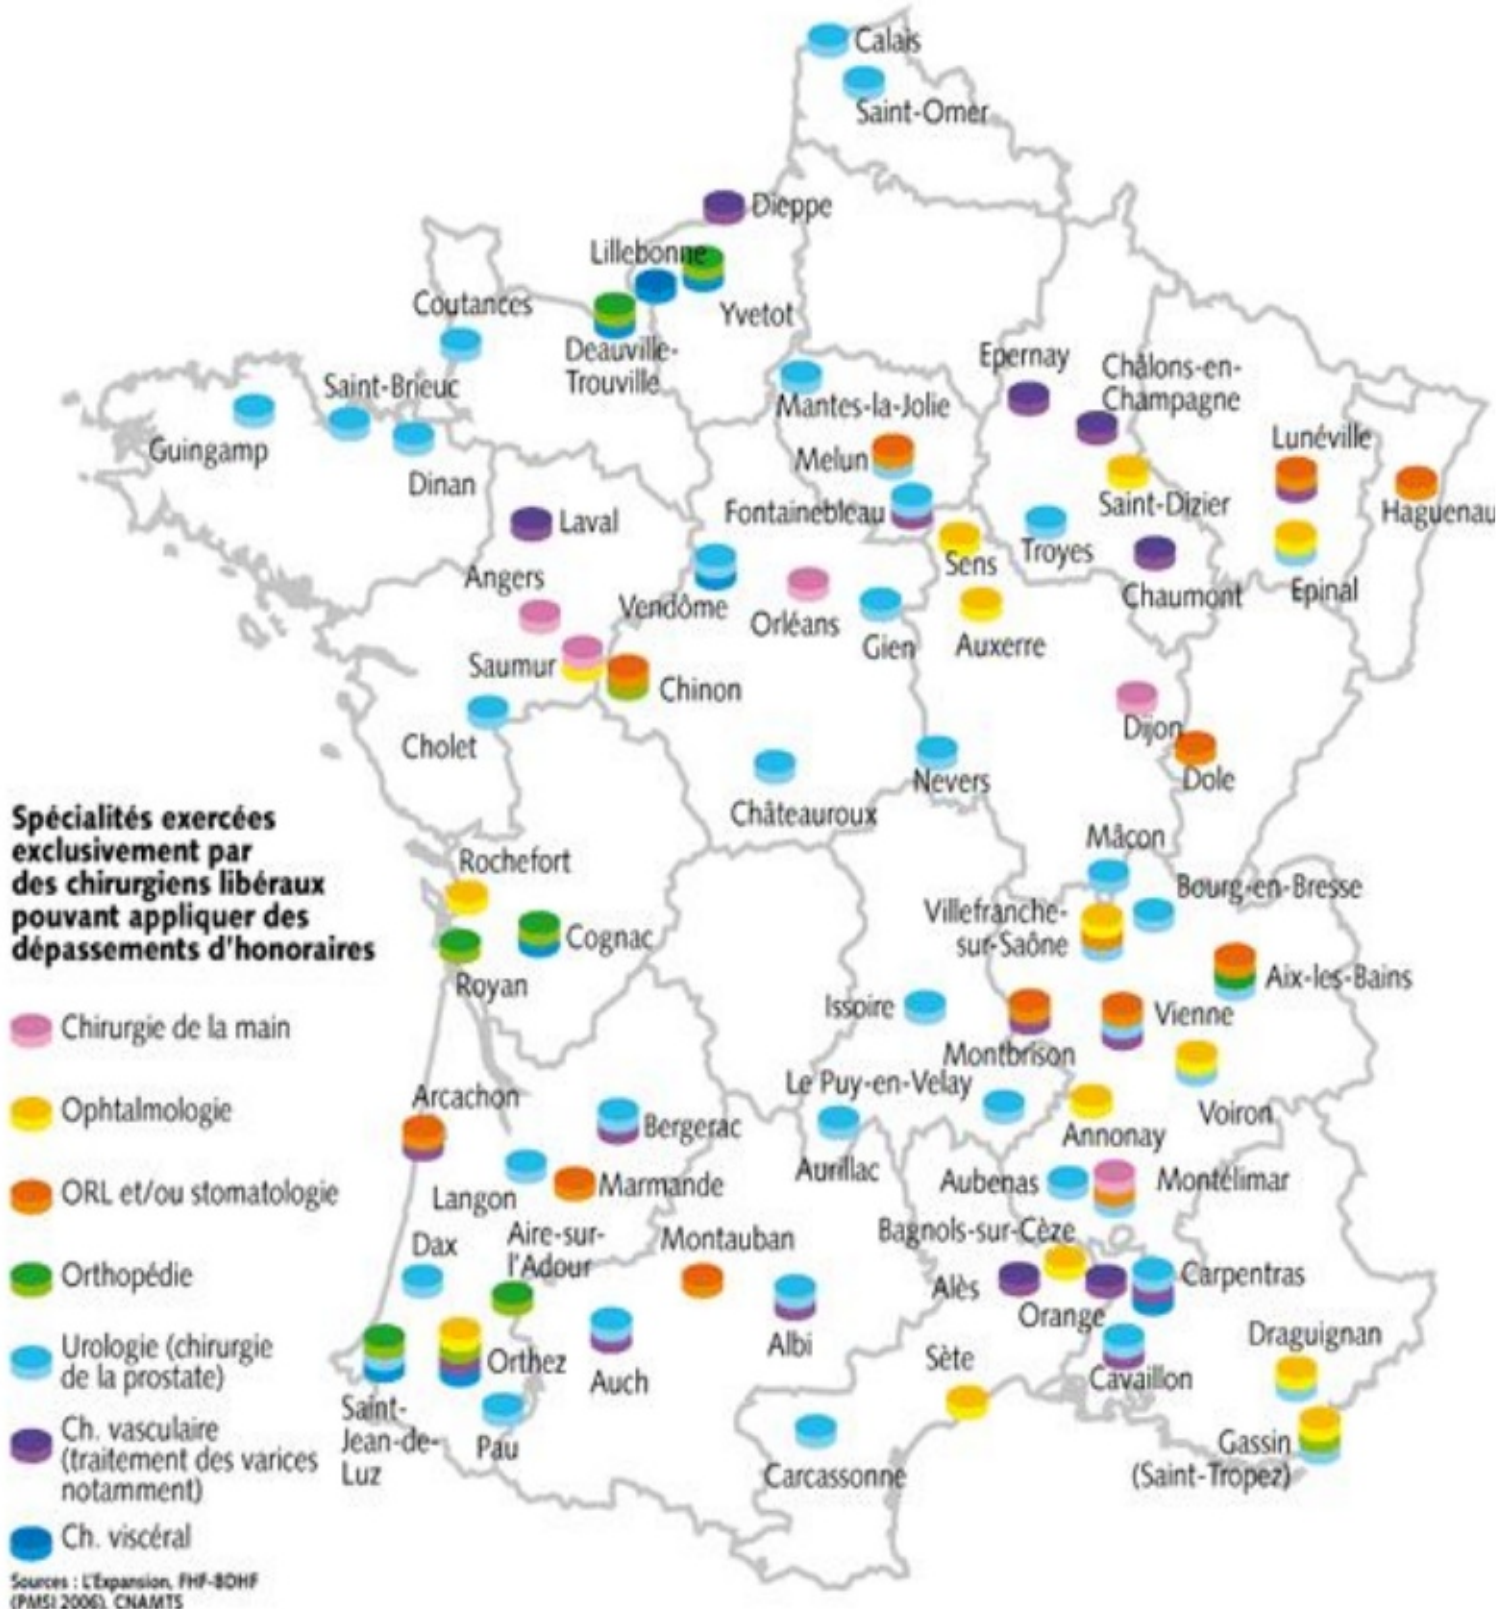 Calais
Saint-Omer
Dieppe
Lillebonne
Coutances
Yvetot
Deauville-
Trouville
Epernay
Châlons-en-
Champagne
Saint-Brieuc
Mantes-la-Jolie
Guingamp
Lunéville
Melun
Dinan
Saint-Dizier
Haguenau
Fontainebleau
Laval
Sens
Troyes
Angers
Vendôme
Orléans
Chaumont
Epinal
Gien
Auxerre
Saumur
Chinon
Dijon
Cholet
Nevers
Dole
Châteauroux
Mâcon
Spécialités exercées
exclusivement par
des chirurgiens libéraux
pouvant appliquer des
dépassements d'honoraires
Rochefort
Bourg-en-Bresse
Villefranche-
sur-Saône
Cognac
Royan
Aix-les-Bains
Issoire
Vienne
Chirurgie de la main
Montbrison
Le Puy-en-Velay
Arcachon
Ophtalmologie
Voiron
Bergerac
Annonay
Aurillac
Langon
Marmande
Aubenas
Montélimar
ORL et/ou stomatologie
Bagnols-sur-Cèze
Aire-sur-
l'Adour
Dax
Montauban
Orthopédie
Alès
Carpentras
Orange
Albi
Draguignan
Urologie (chirurgie
de la prostate)
Orthez
Auch
Sète
Cavaillon
Saint-
Jean-de-
Luz
Pau
Ch. vasculaire
(traitement des varices
notamment)
Carcassonne
Gassin
(Saint-Tropez)
Ch. viscéral
Sources : L'Expansion, FHF-BDHF
(PMSI 2006), CNAMTS